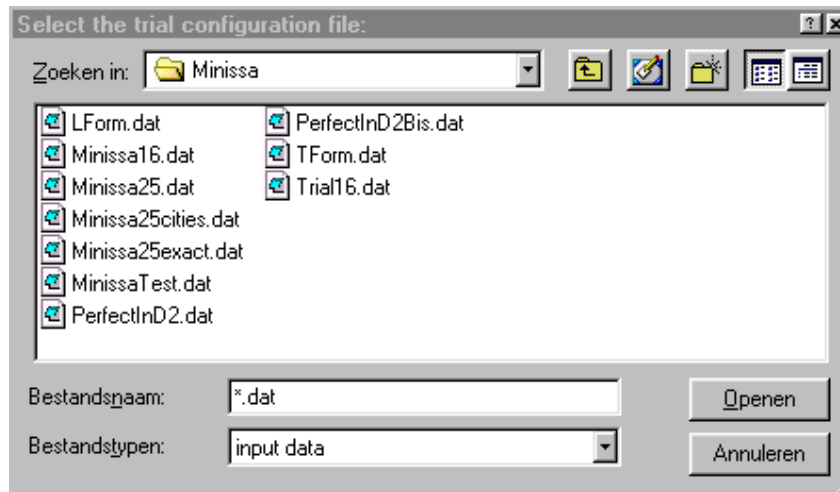 Select the trial configuration file:
Zoeken in: Minissa
LForm.dat
Minissa16.dat
Minissa25.dat
Minissa25cities.dat
Minissa25exact.dat
MinissaTest.dat
PerfectInD2.dat
PerfectInD2Bis.dat
TForm.dat
Trial16.dat
Bestandsnaam: *.dat
Openen
Bestandstypen: input data
Annuleren